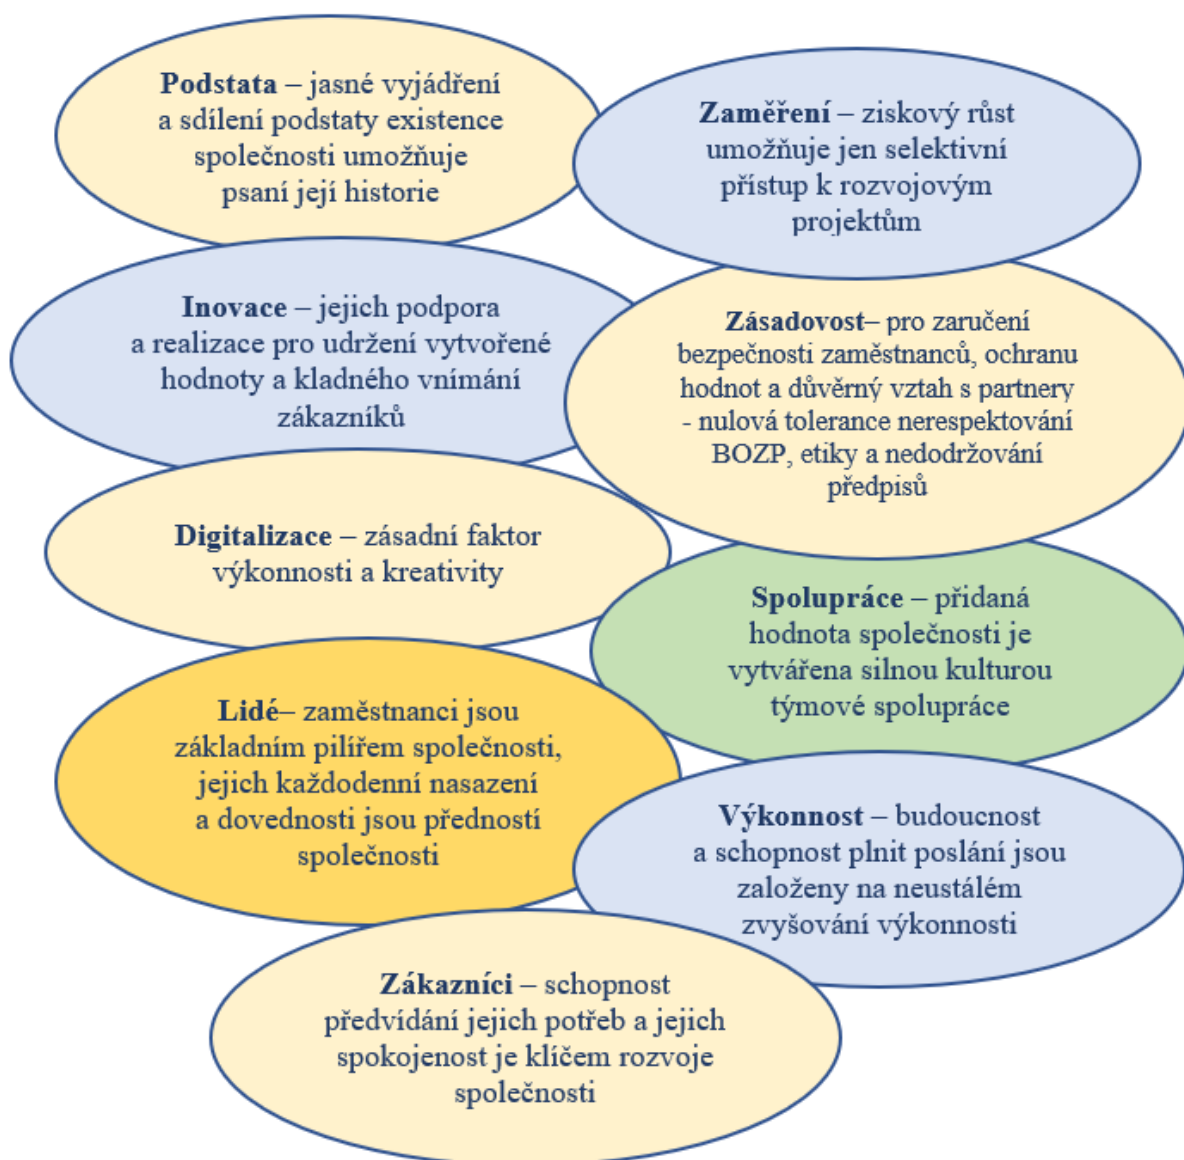 Podstata – jasné vyjádření
a sdílení podstaty existence
společnosti umožňuje
psaní její historie
Zaměření – ziskový růst
umožňuje jen selektivní
přístup k rozvojovým
projektům
Inovace – jejich podpora
a realizace pro udržení vytvořené
hodnoty a kladného vnímání
zákazníků
Zásadovost– pro zaručení
bezpečnosti zaměstnanců, ochranu
hodnot a důvěrný vztah s partnery
- nulová tolerance nerespektování
BOZP, etiky a nedodržování
předpisů
Digitalizace – zásadní faktor
výkonnosti a kreativity
Spolupráce – přidaná
hodnota společnosti je
vytvářena silnou kulturou
týmové spolupráce
Lidé– zaměstnanci jsou
základním pilířem společnosti,
jejich každodenní nasazení
a dovednosti jsou předností
společnosti
Výkonnost – budoucnost
a schopnost plnit poslání jsou
založeny na neustálém
zvyšování výkonnosti
Zákazníci – schopnost
předvídání jejich potřeb a jejich
spokojenost je klíčem rozvoje
společnosti